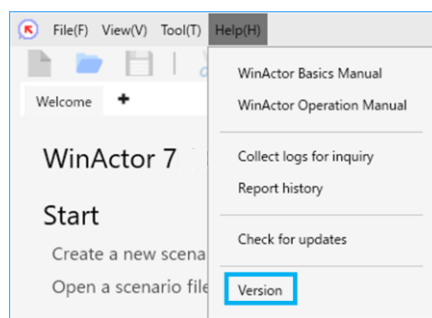 File(F) View(V) Tool(T) Help(H)
Welcome +
WinActor 7
Start
Create a new scena
Open a scenario file
WinActor Basics Manual
WinActor Operation Manual
Collect logs for inquiry
Report history
Check for updates
Version